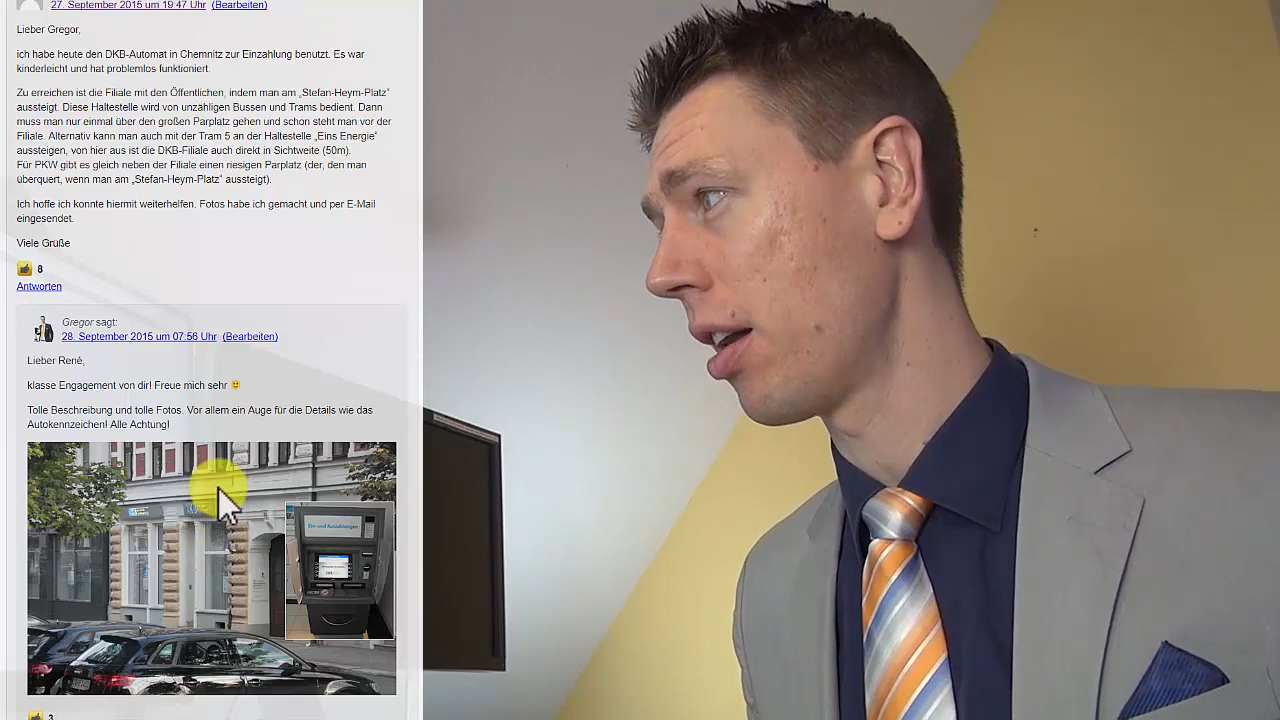 27. September 2015 um 19:47 Uhr (Bearbeiten)
Lieber Gregor,
ich habe heute den DKB-Automat in Chemnitz zur Einzahlung benutzt. Es war
kinderleicht und hat problemlos funktioniert.
Zu erreichen ist die Filiale mit den Öffentlichen, indem man am „Stefan-Heym-Platz“
aussteigt. Diese Haltestelle wird von unzähligen Bussen und Trams bedient. Dann
muss man nur einmal über den großen Parplatz gehen und schon steht man vor der
Filiale. Alternativ kann man auch mit der Tram 5 an der Haltestelle „Eins Energie“
aussteigen, von hier aus ist die DKB-Filiale auch direkt in Sichtweite (50m).
Für PKW gibt es gleich neben der Filiale einen riesigen Parplatz (der, den man
überquert, wenn man am „Stefan-Heym-Platz“ aussteigt).
Ich hoffe ich konnte hiermit weiterhelfen. Fotos habe ich gemacht und per E-Mail
eingesendet.
Viele Grüße
8
Antworten
Gregor sagt:
28. September 2015 um 07:56 Uhr (Bearbeiten)
Lieber René,
klasse Engagement von dir! Freue mich sehr
Tolle Beschreibung und tolle Fotos. Vor allem ein Auge für die Details wie das
Autokennzeichen! Alle Achtung!
Ein- und Auszahlungen
3